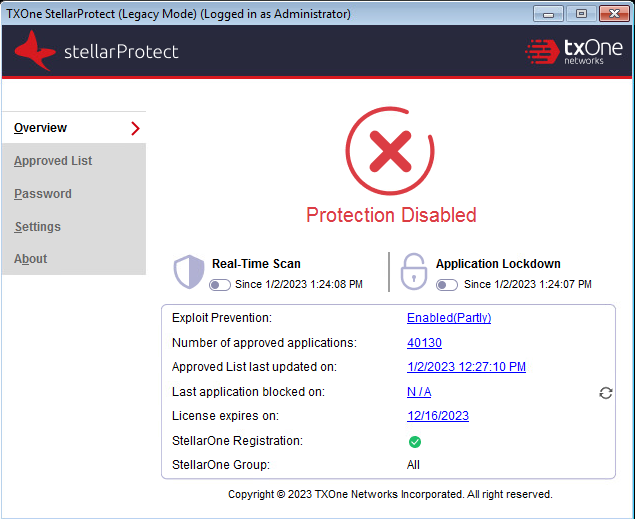 TXOne StellarProtect (Legacy Mode) (Logged in as Administrator)
stellarProtect
txOne
networks
Overview
Approved List
Password
Settings
About
Protection Disabled
Real-Time Scan
Since 1/2/2023 1:24:08 PM
Application Lockdown
Since 1/2/2023 1:24:07 PM
Exploit Prevention: Enabled(Partly)
Number of approved applications: 40130
Approved List last updated on: 1/2/2023 12:27:10 PM
Last application blocked on: N / A
License expires on: 12/16/2023
StellarOne Registration:
StellarOne Group: All
Copyright © 2023 TXOne Networks Incorporated. All right reserved.